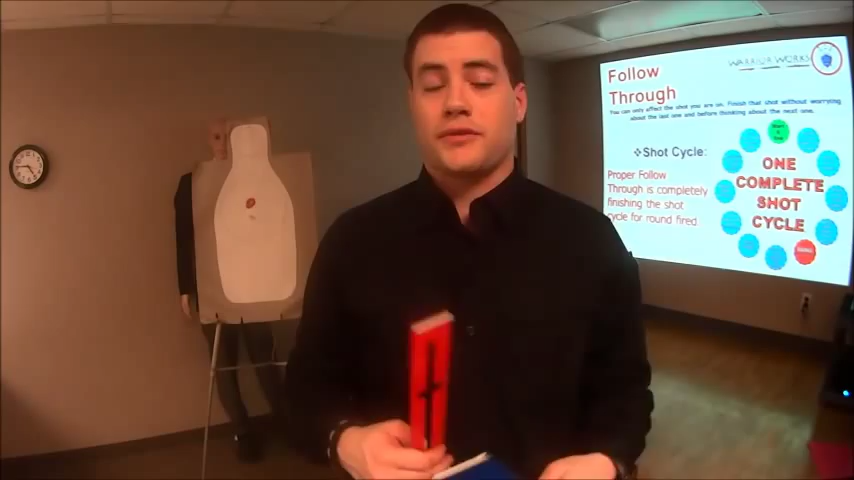 WARRIOR WORKS
Follow
Through
You can only affect the shot you are on. Finish that shot without worrying
about the last one and before thinking about the next one.
❖Shot Cycle:
Proper Follow
Through is completely
finishing the shot
cycle for round fired.
ONE
COMPLETE
SHOT
CYCLE